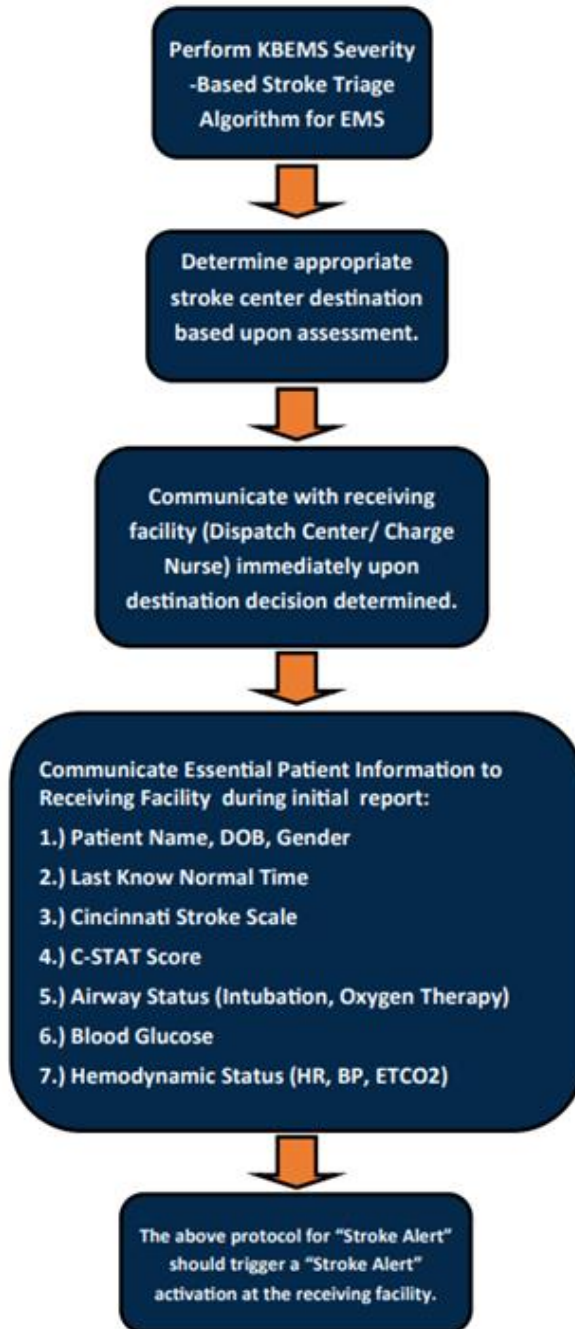 Perform KBEMS Severity
-Based Stroke Triage
Algorithm for EMS
Determine appropriate
stroke center destination
based upon assessment.
Communicate with receiving
facility (Dispatch Center/ Charge
Nurse) immediately upon
destination decision determined.
Communicate Essential Patient Information to
Receiving Facility during initial report:
1.) Patient Name, DOB, Gender
2.) Last Know Normal Time
3.) Cincinnati Stroke Scale
4.) C-STAT Score
5.) Airway Status (Intubation, Oxygen Therapy)
6.) Blood Glucose
7.) Hemodynamic Status (HR, BP, ETCO2)
The above protocol for “Stroke Alert”
should trigger a “Stroke Alert”
activation at the receiving facility.